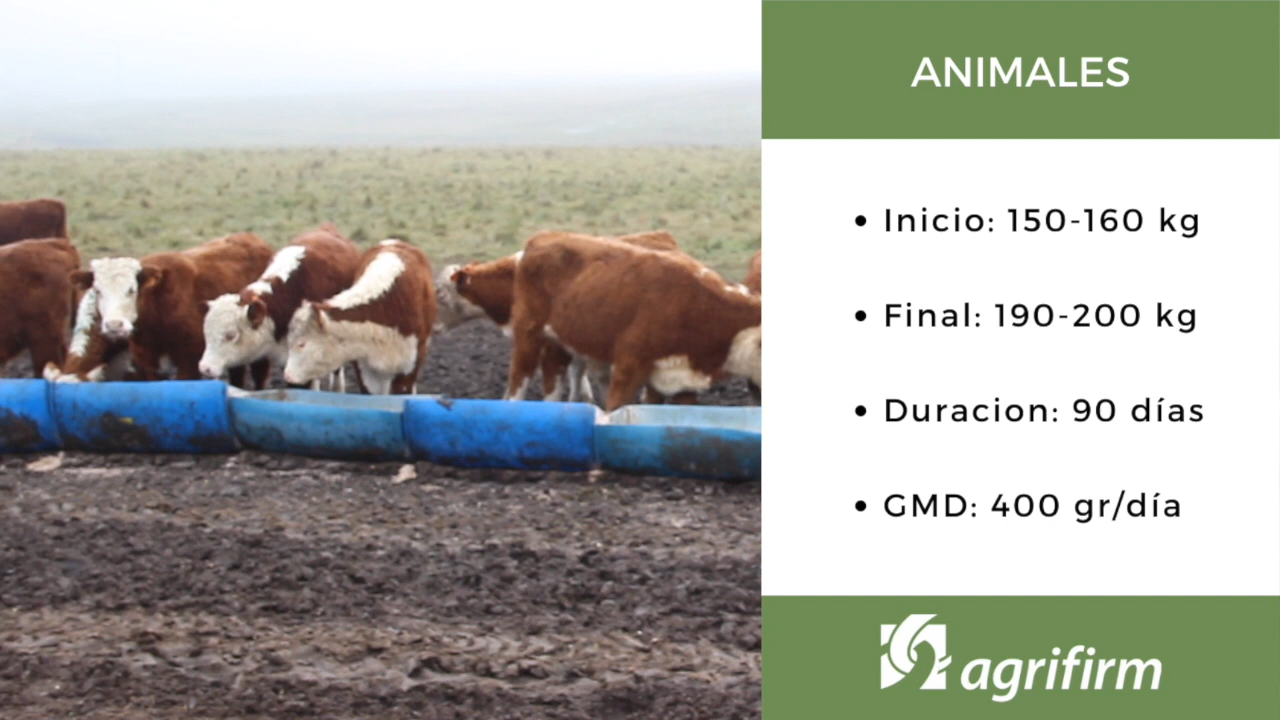 ANIMALES
• Inicio: 150-160 kg
• Final: 190-200 kg
• Duracion: 90 días
• GMD: 400 gr/día
agrifirm